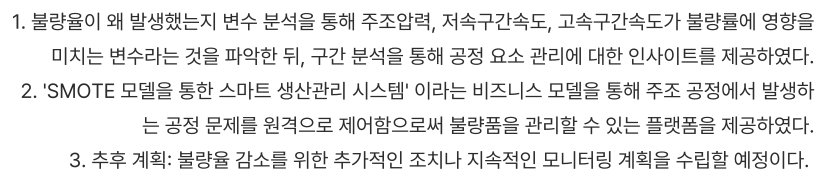 1. 불량율이 왜 발생했는지 변수 분석을 통해 주조압력, 저속구간속도, 고속구간속도가 불량률에 영향을
미치는 변수라는 것을 파악한 뒤, 구간 분석을 통해 공정 요소 관리에 대한 인사이트를 제공하였다.
2. 'SMOTE 모델을 통한 스마트 생산관리 시스템' 이라는 비즈니스 모델을 통해 주조 공정에서 발생하
는 공정 문제를 원격으로 제어함으로써 불량품을 관리할 수 있는 플랫폼을 제공하였다.
3. 추후 계획: 불량율 감소를 위한 추가적인 조치나 지속적인 모니터링 계획을 수립할 예정이다.